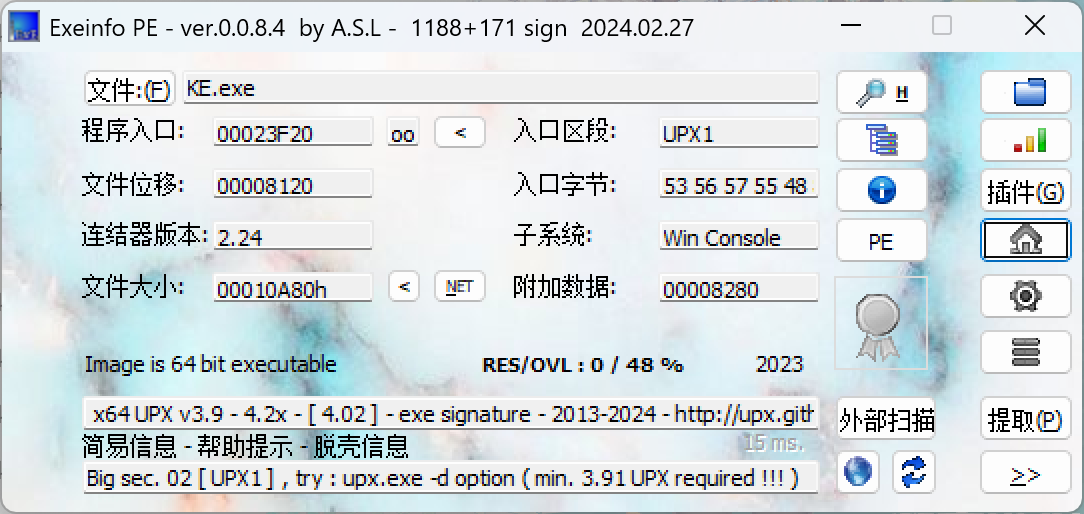 Exeinfo PE - ver.0.0.8.4 by A.S.L - 1188+171 sign 2024.02.27
文件:(F) KE.exe H
程序入口: 00023F20 oo < 入口区段: UPX1
文件位移: 00008120 入口字节: 53 56 57 55 48 插件(G)
连结器版本: 2.24 子系统: Win Console PE
文件大小: 00010A80h < NET 附加数据: 00008280
Image is 64 bit executable RES/OVL : 0 / 48 % 2023
x64 UPX v3.9 - 4.2x - [ 4.02 ] - exe signature - 2013-2024 - http://upx.gith 外部扫描 提取(P)
简易信息 - 帮助提示 - 脱壳信息 15 ms.
Big sec. 02 [ UPX1 ] , try : upx.exe -d option ( min. 3.91 UPX required !!! ) >>